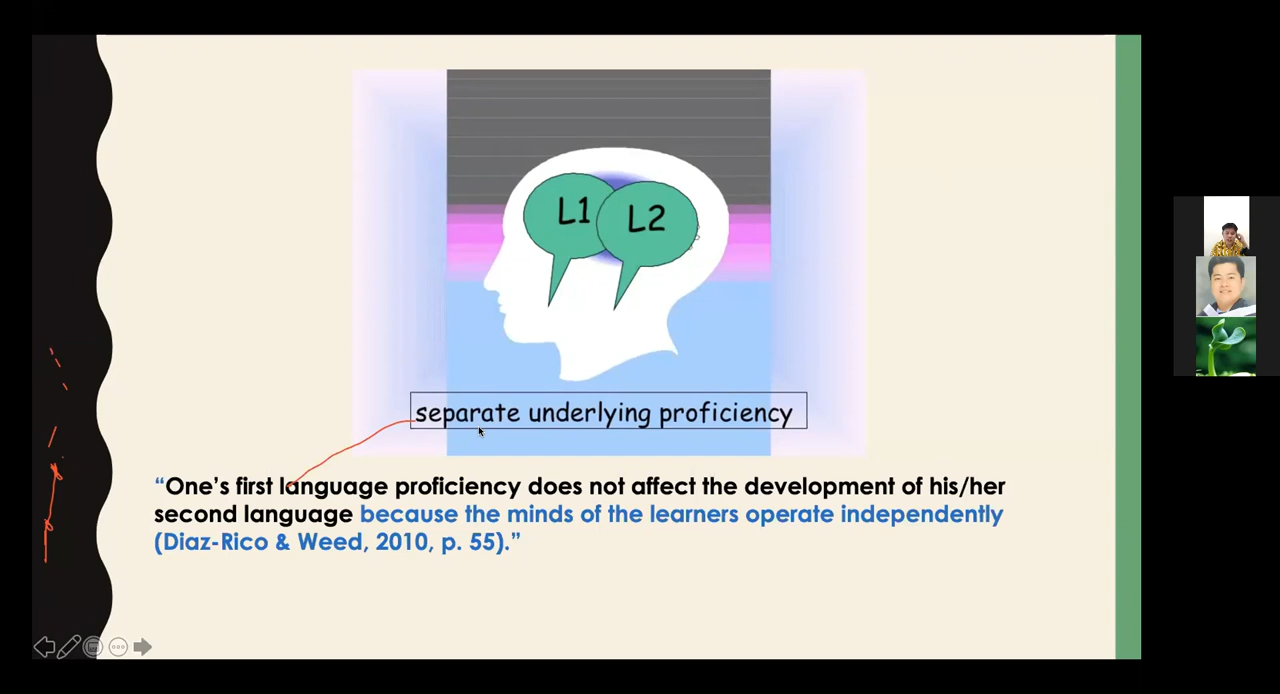 L1
L2
separate underlying proficiency
“One’s first language proficiency does not affect the development of his/her
second language because the minds of the learners operate independently
(Diaz-Rico & Weed, 2010, p. 55).”